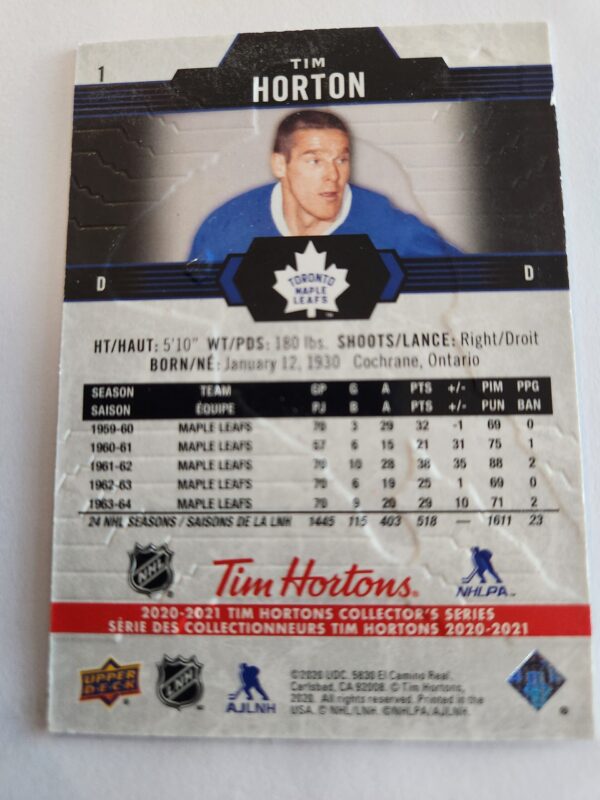 1
TIM
HORTON
TORONTO
MAPLE
LEAFS
D D
HT/HAUT: 5'10" WT/PDS: 180 lbs. SHOOTS/LANCE: Right/Droit
BORN/NÉ: January 12, 1930 Cochrane, Ontario
SEASON TEAM GP G A PTS +/- PIM PPG
SAISON ÉQUIPE PJ B A PTS +/- PUN BAN
1959-60 MAPLE LEAFS 70 3 29 32 -1 69 0
1960-61 MAPLE LEAFS 57 6 15 21 31 75 1
1961-62 MAPLE LEAFS 70 10 28 38 35 88 2
1962-63 MAPLE LEAFS 70 6 19 25 1 69 0
1963-64 MAPLE LEAFS 70 9 20 29 10 71 2
24 NHL SEASONS / SAISONS DE LA LNH 1445 115 403 518 — 1611 23
NHL Tim Hortons® NHLPA™
2020-2021 TIM HORTONS COLLECTOR'S SERIES
SÉRIE DES COLLECTIONNEURS TIM HORTONS 2020-2021
UPPER DECK LNH AJLNH
©2020 UDC. 5830 El Camino Real,
Carlsbad, CA 92008. © Tim Hortons,
2020. All rights reserved. Printed in the
USA. © NHL/LNH. ©NHLPA/AJLNH.